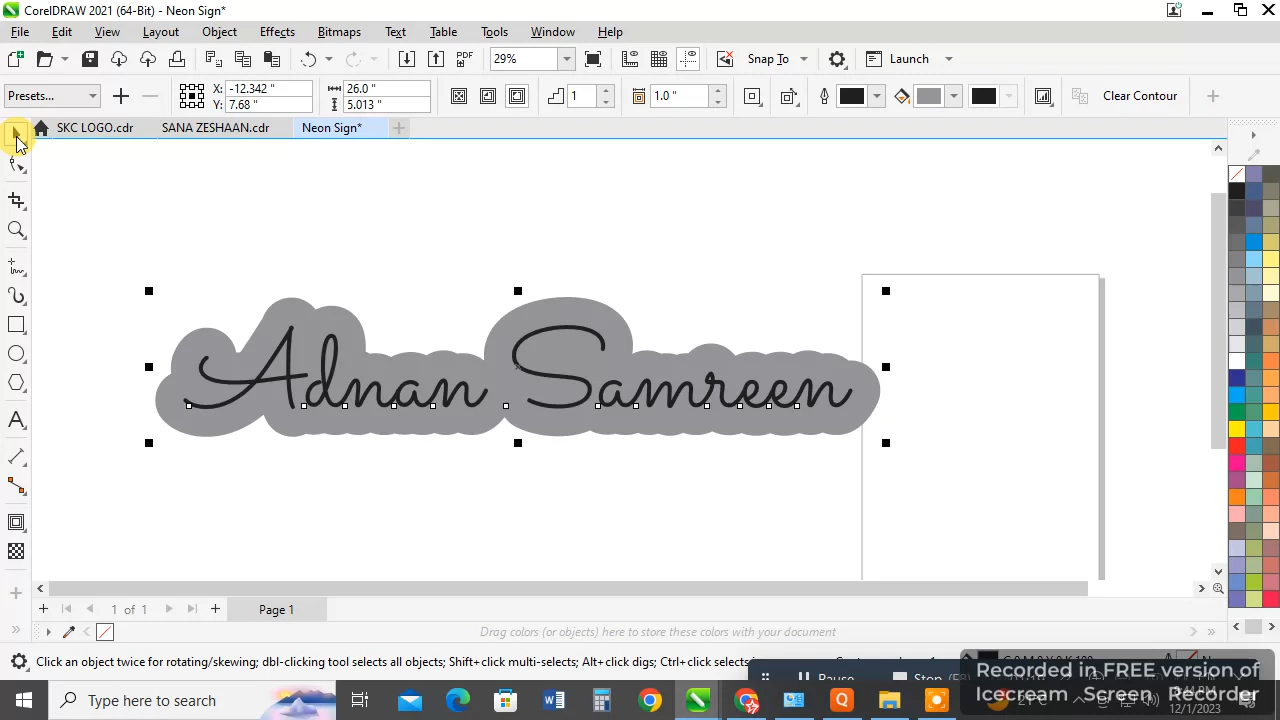 CorelDRAW 2021 (64-Bit) - Neon Sign*
File Edit View Layout Object Effects Bitmaps Text Table Tools Window Help
PDF 29% Snap To Launch
Presets... X: -12.342 " 26.0 " 1 1.0 " Clear Contour
Y: 7.68 " 5.013 "
SKC LOGO.cdr SANA ZESHAAN.cdr Neon Sign*
Adnan Samreen
1 of 1 Page 1
Drag colors (or objects) here to store these colors with your document
Click an object twice for rotating/skewing; dbl-clicking tool selects all objects; Shift+click multi-selects; Alt+click digs; Ctrl+click selects
Pause Stop (F8)
Recorded in FREE version of
Icecream Screen Recorder
Type here to search
21°C
12/1/2023